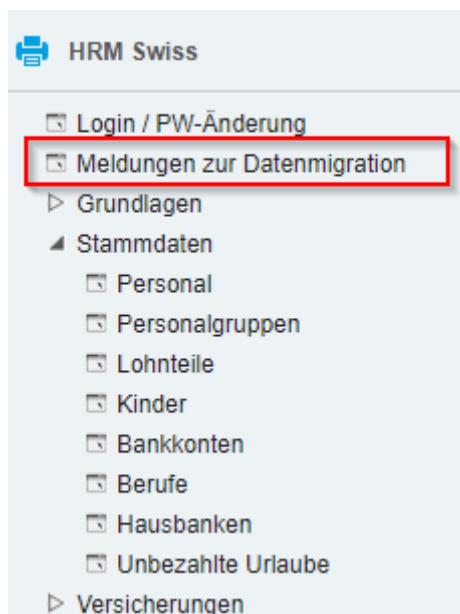 HRM Swiss
Login / PW-Änderung
Meldungen zur Datenmigration
Grundlagen
Stammdaten
Personal
Personalgruppen
Lohnteile
Kinder
Bankkonten
Berufe
Hausbanken
Unbezahlte Urlaube
Versicherungen